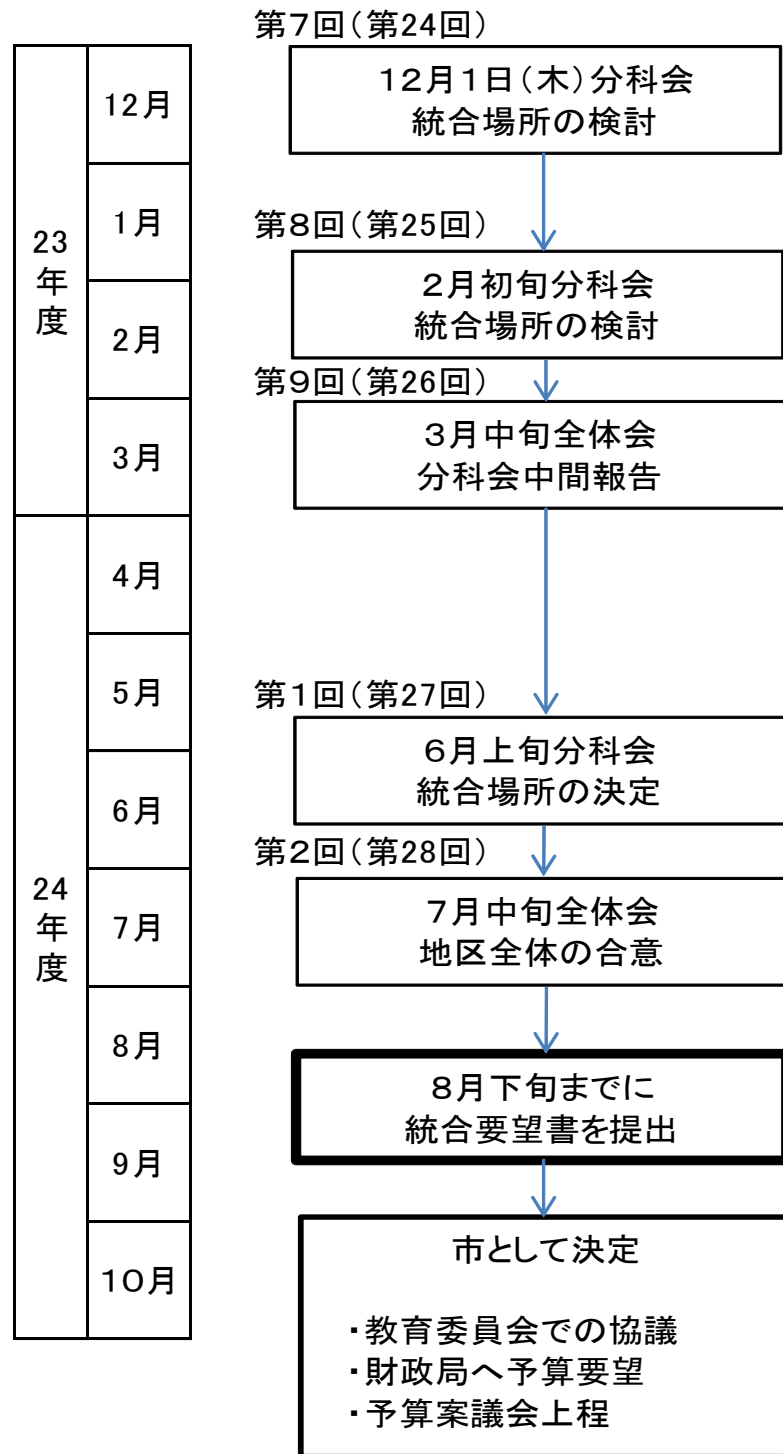 23
年
度
12月
1月
2月
3月
24
年
度
4月
5月
6月
7月
8月
9月
10月
第7回(第24回)
12月1日(木)分科会
統合場所の検討
第8回(第25回)
2月初旬分科会
統合場所の検討
第9回(第26回)
3月中旬全体会
分科会中間報告
第1回(第27回)
6月上旬分科会
統合場所の決定
第2回(第28回)
7月中旬全体会
地区全体の合意
8月下旬までに
統合要望書を提出
市として決定
・教育委員会での協議
・財政局へ予算要望
・予算案議会上程